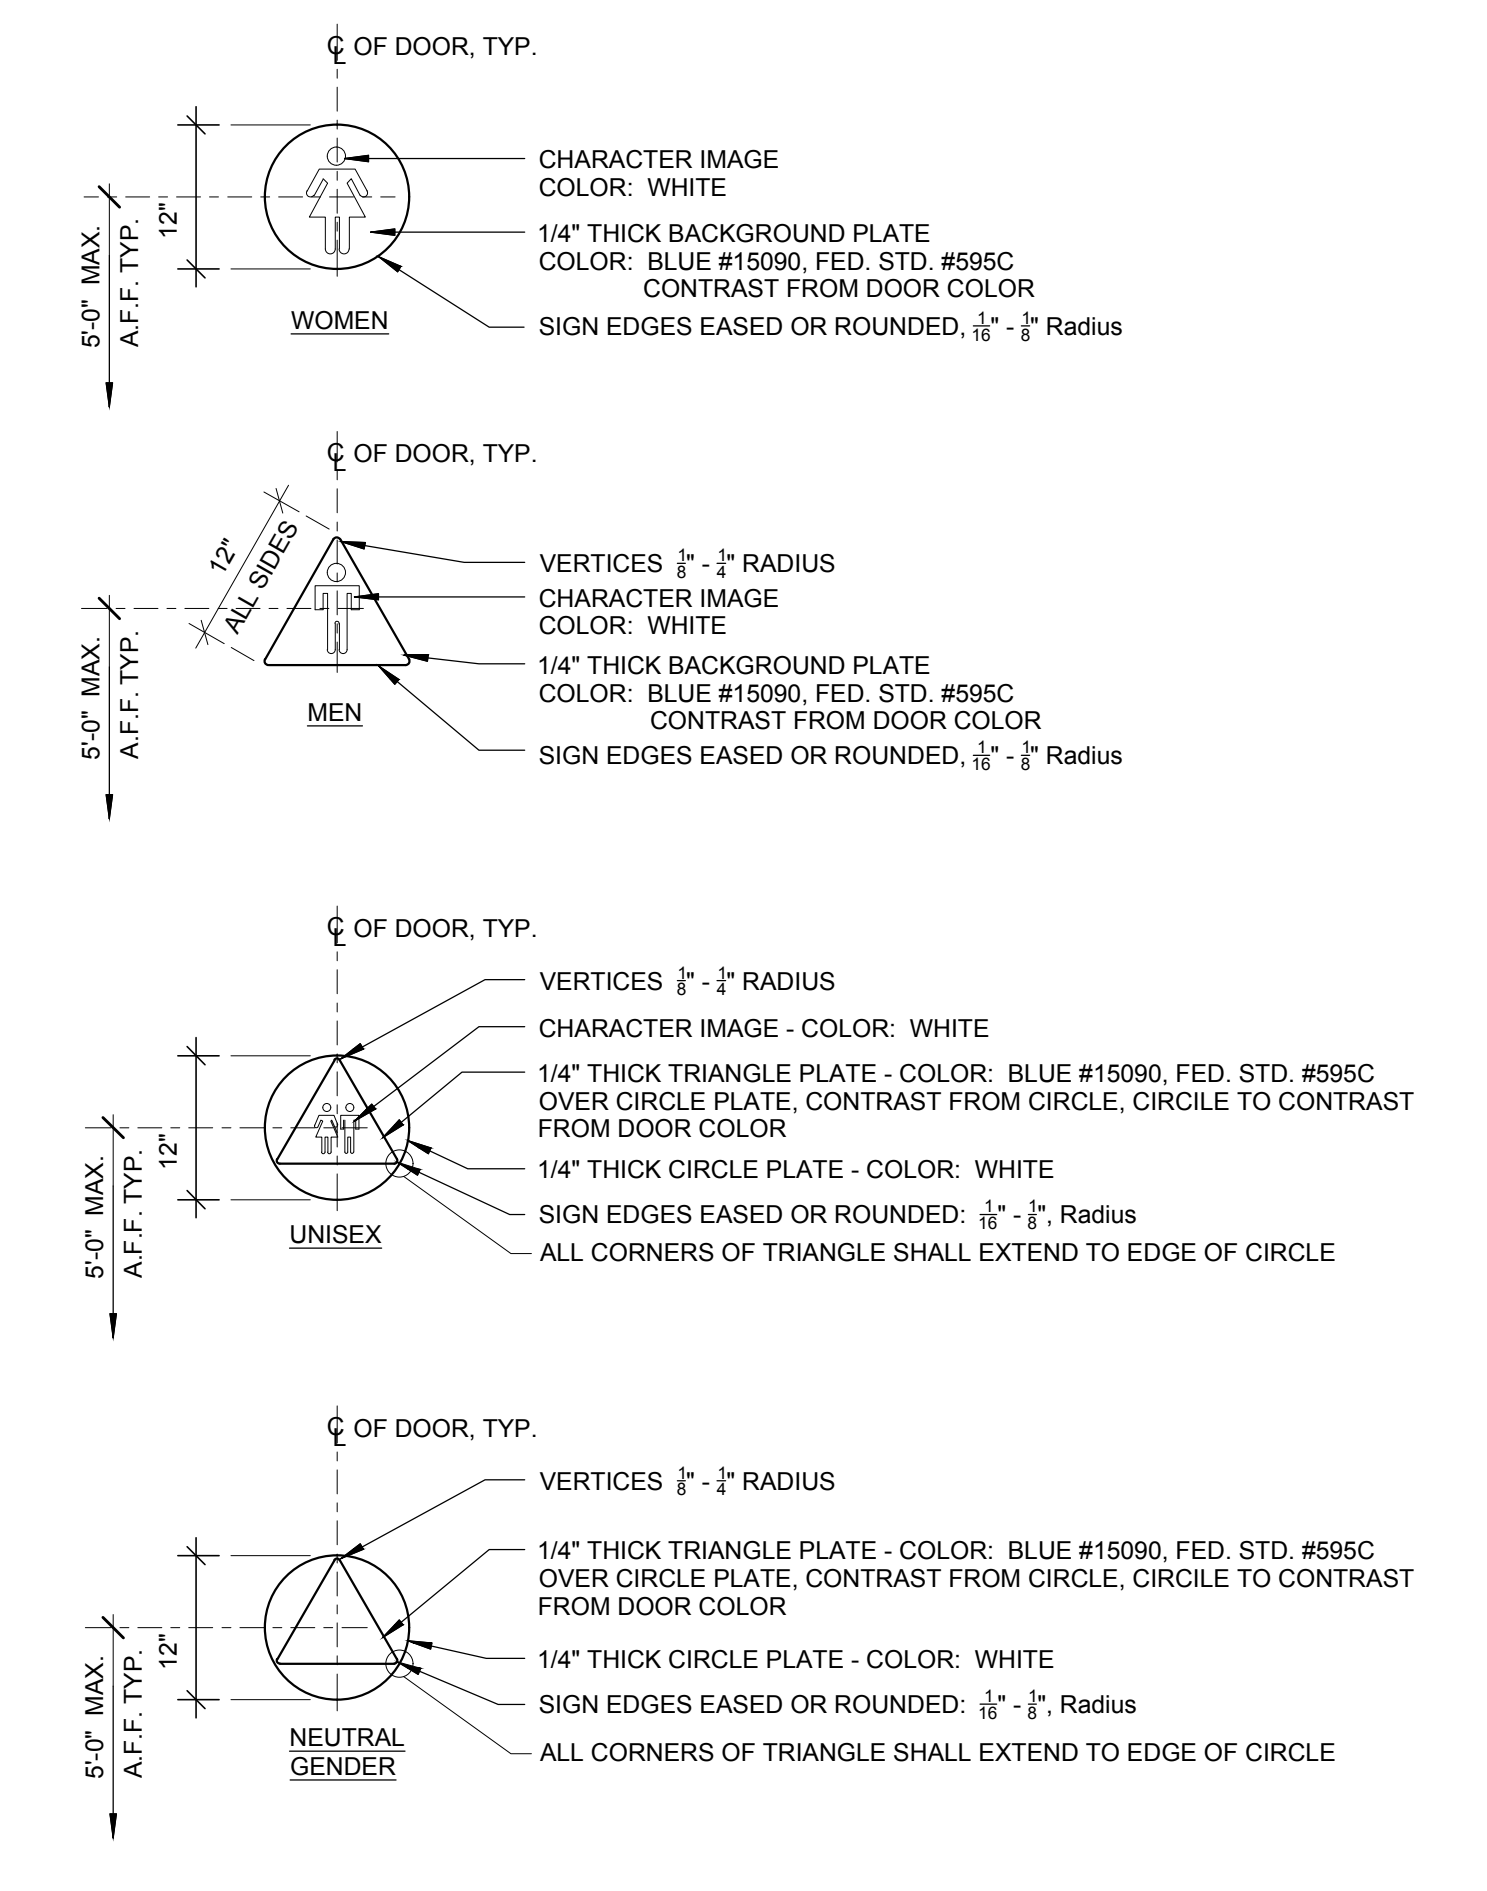 ℄ OF DOOR, TYP.
CHARACTER IMAGE
COLOR: WHITE
12"
5'-0" MAX.
A.F.F. TYP.
1/4" THICK BACKGROUND PLATE
COLOR: BLUE #15090, FED. STD. #595C
CONTRAST FROM DOOR COLOR
WOMEN
SIGN EDGES EASED OR ROUNDED, 1/16" - 1/8" Radius
℄ OF DOOR, TYP.
12"
ALL SIDES
VERTICES 1/8" - 1/4" RADIUS
CHARACTER IMAGE
COLOR: WHITE
5'-0" MAX.
A.F.F. TYP.
1/4" THICK BACKGROUND PLATE
COLOR: BLUE #15090, FED. STD. #595C
CONTRAST FROM DOOR COLOR
MEN
SIGN EDGES EASED OR ROUNDED, 1/16" - 1/8" Radius
℄ OF DOOR, TYP.
VERTICES 1/8" - 1/4" RADIUS
CHARACTER IMAGE - COLOR: WHITE
1/4" THICK TRIANGLE PLATE - COLOR: BLUE #15090, FED. STD. #595C
OVER CIRCLE PLATE, CONTRAST FROM CIRCLE, CIRCILE TO CONTRAST
FROM DOOR COLOR
12"
5'-0" MAX.
A.F.F. TYP.
1/4" THICK CIRCLE PLATE - COLOR: WHITE
SIGN EDGES EASED OR ROUNDED: 1/16" - 1/8", Radius
UNISEX
ALL CORNERS OF TRIANGLE SHALL EXTEND TO EDGE OF CIRCLE
℄ OF DOOR, TYP.
VERTICES 1/8" - 1/4" RADIUS
1/4" THICK TRIANGLE PLATE - COLOR: BLUE #15090, FED. STD. #595C
OVER CIRCLE PLATE, CONTRAST FROM CIRCLE, CIRCILE TO CONTRAST
FROM DOOR COLOR
12"
5'-0" MAX.
A.F.F. TYP.
1/4" THICK CIRCLE PLATE - COLOR: WHITE
SIGN EDGES EASED OR ROUNDED: 1/16" - 1/8", Radius
NEUTRAL
GENDER
ALL CORNERS OF TRIANGLE SHALL EXTEND TO EDGE OF CIRCLE